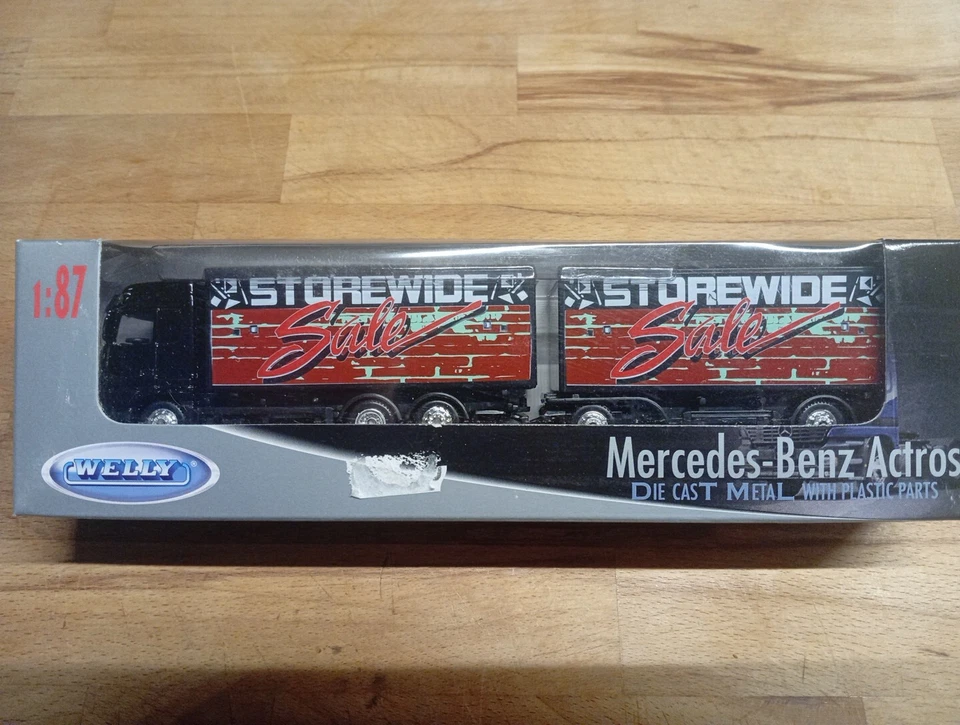 1:87
STOREWIDE
Sale
STOREWIDE
Sale
WELLY
Mercedes-Benz Actros
DIE CAST METAL WITH PLASTIC PARTS